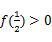 f(1/2) > 0